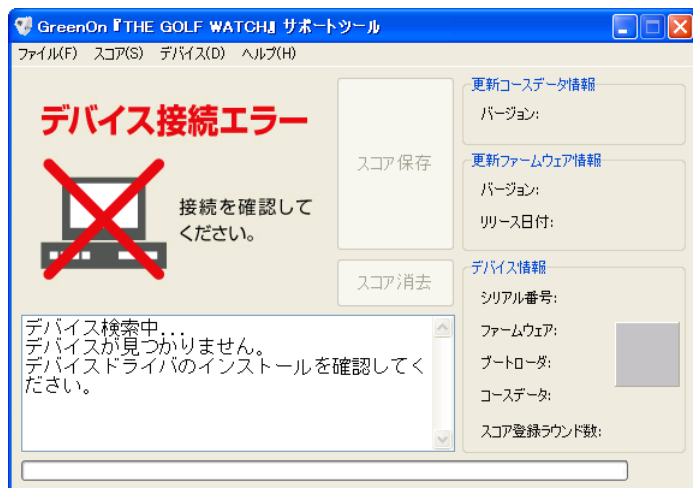 GreenOn『THE GOLF WATCH』サポートツール
ファイル(F) スコア(S) デバイス(D) ヘルプ(H)
デバイス接続エラー
接続を確認して
ください。
スコア保存
スコア消去
デバイス検索中...
デバイスが見つかりません。
デバイスドライバのインストールを確認してく
ださい。
更新コースデータ情報
バージョン:
更新ファームウェア情報
バージョン:
リリース日付:
デバイス情報
シリアル番号:
ファームウェア:
ブートローダ:
コースデータ:
スコア登録ラウンド数: